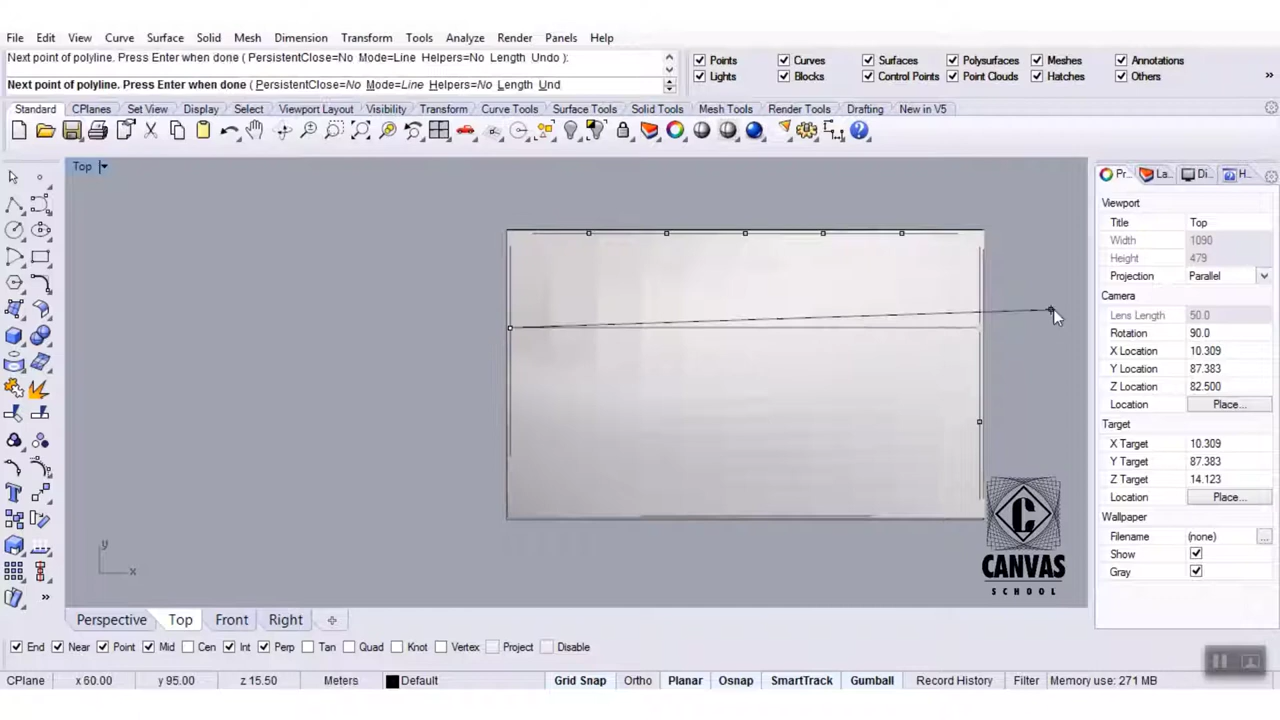 File Edit View Curve Surface Solid Mesh Dimension Transform Tools Analyze Render Panels Help
Next point of polyline. Press Enter when done ( PersistentClose=No Mode=Line Helpers=No Length Undo ):
Next point of polyline. Press Enter when done ( PersistentClose=No Mode=Line Helpers=No Length Und
Points Curves Surfaces Polysurfaces Meshes Annotations
Lights Blocks Control Points Point Clouds Hatches Others
»
Standard CPlanes Set View Display Select Viewport Layout Visibility Transform Curve Tools Surface Tools Solid Tools Mesh Tools Render Tools Drafting New in V5
Top
Pr... La... Di... H...
Viewport
Title Top
Width 1090
Height 479
Projection Parallel
Camera
Lens Length 50.0
Rotation 90.0
X Location 10.309
Y Location 87.383
Z Location 82.500
Location Place...
Target
X Target 10.309
Y Target 87.383
Z Target 14.123
Location Place...
Wallpaper
Filename (none) ...
Show
Gray
y
x
CANVAS
SCHOOL
»
Perspective Top Front Right
End Near Point Mid Cen Int Perp Tan Quad Knot Vertex Project Disable
CPlane x 60.00 y 95.00 z 15.50 Meters Default Grid Snap Ortho Planar Osnap SmartTrack Gumball Record History Filter Memory use: 271 MB